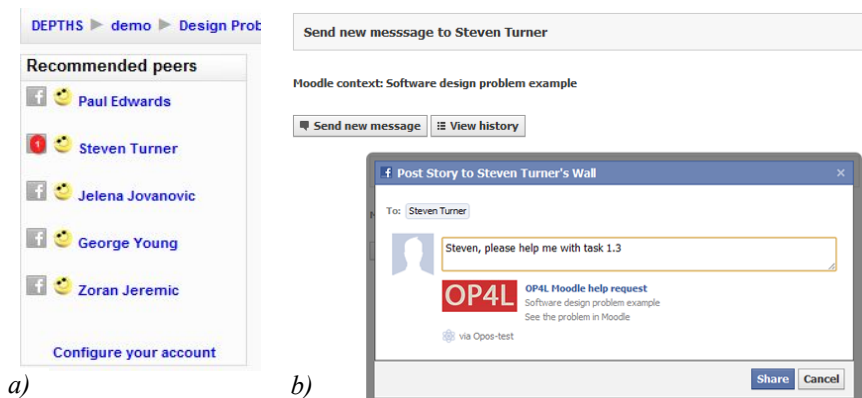 DEPTHS demo Design Prob
Recommended peers
Paul Edwards
1
Steven Turner
Jelena Jovanovic
George Young
Zoran Jeremic
Configure your account
a)
Send new messsage to Steven Turner
Moodle context: Software design problem example
Send new message View history
f Post Story to Steven Turner's Wall
To: Steven Turner
Steven, please help me with task 1.3
OP4L
OP4L Moodle help request
Software design problem example
See the problem in Moodle
via Opos-test
Share Cancel
b)